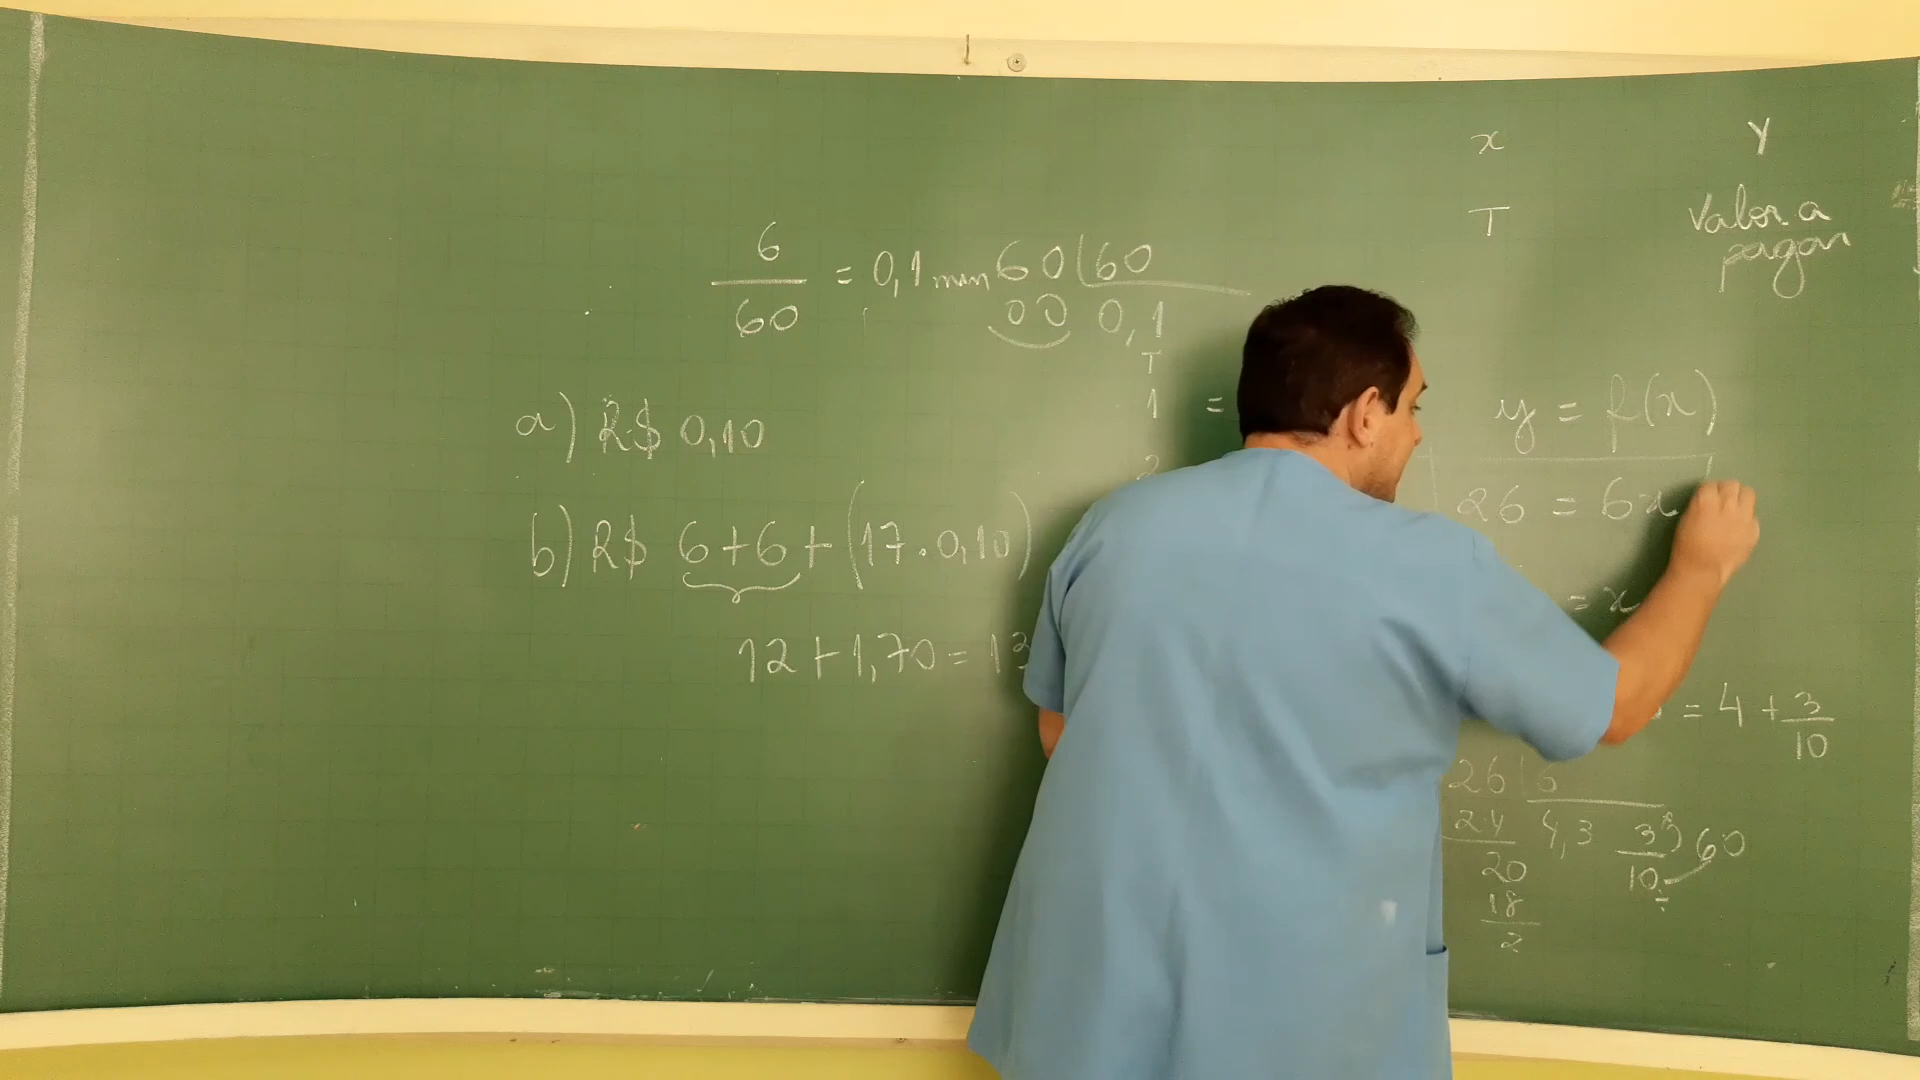 x Y
T Valor a
pagar
6/60 = 0,1 min 60 | 60
00 0,1
T
1 =
2
y = f(x)
a) R$ 0,10
26 = 6x
b) R$ 6+6+(17.0,10)
= x
12+1,70=13
= 4 + 3/10
26 | 6
24 4,3 3/10 60
20
18
2